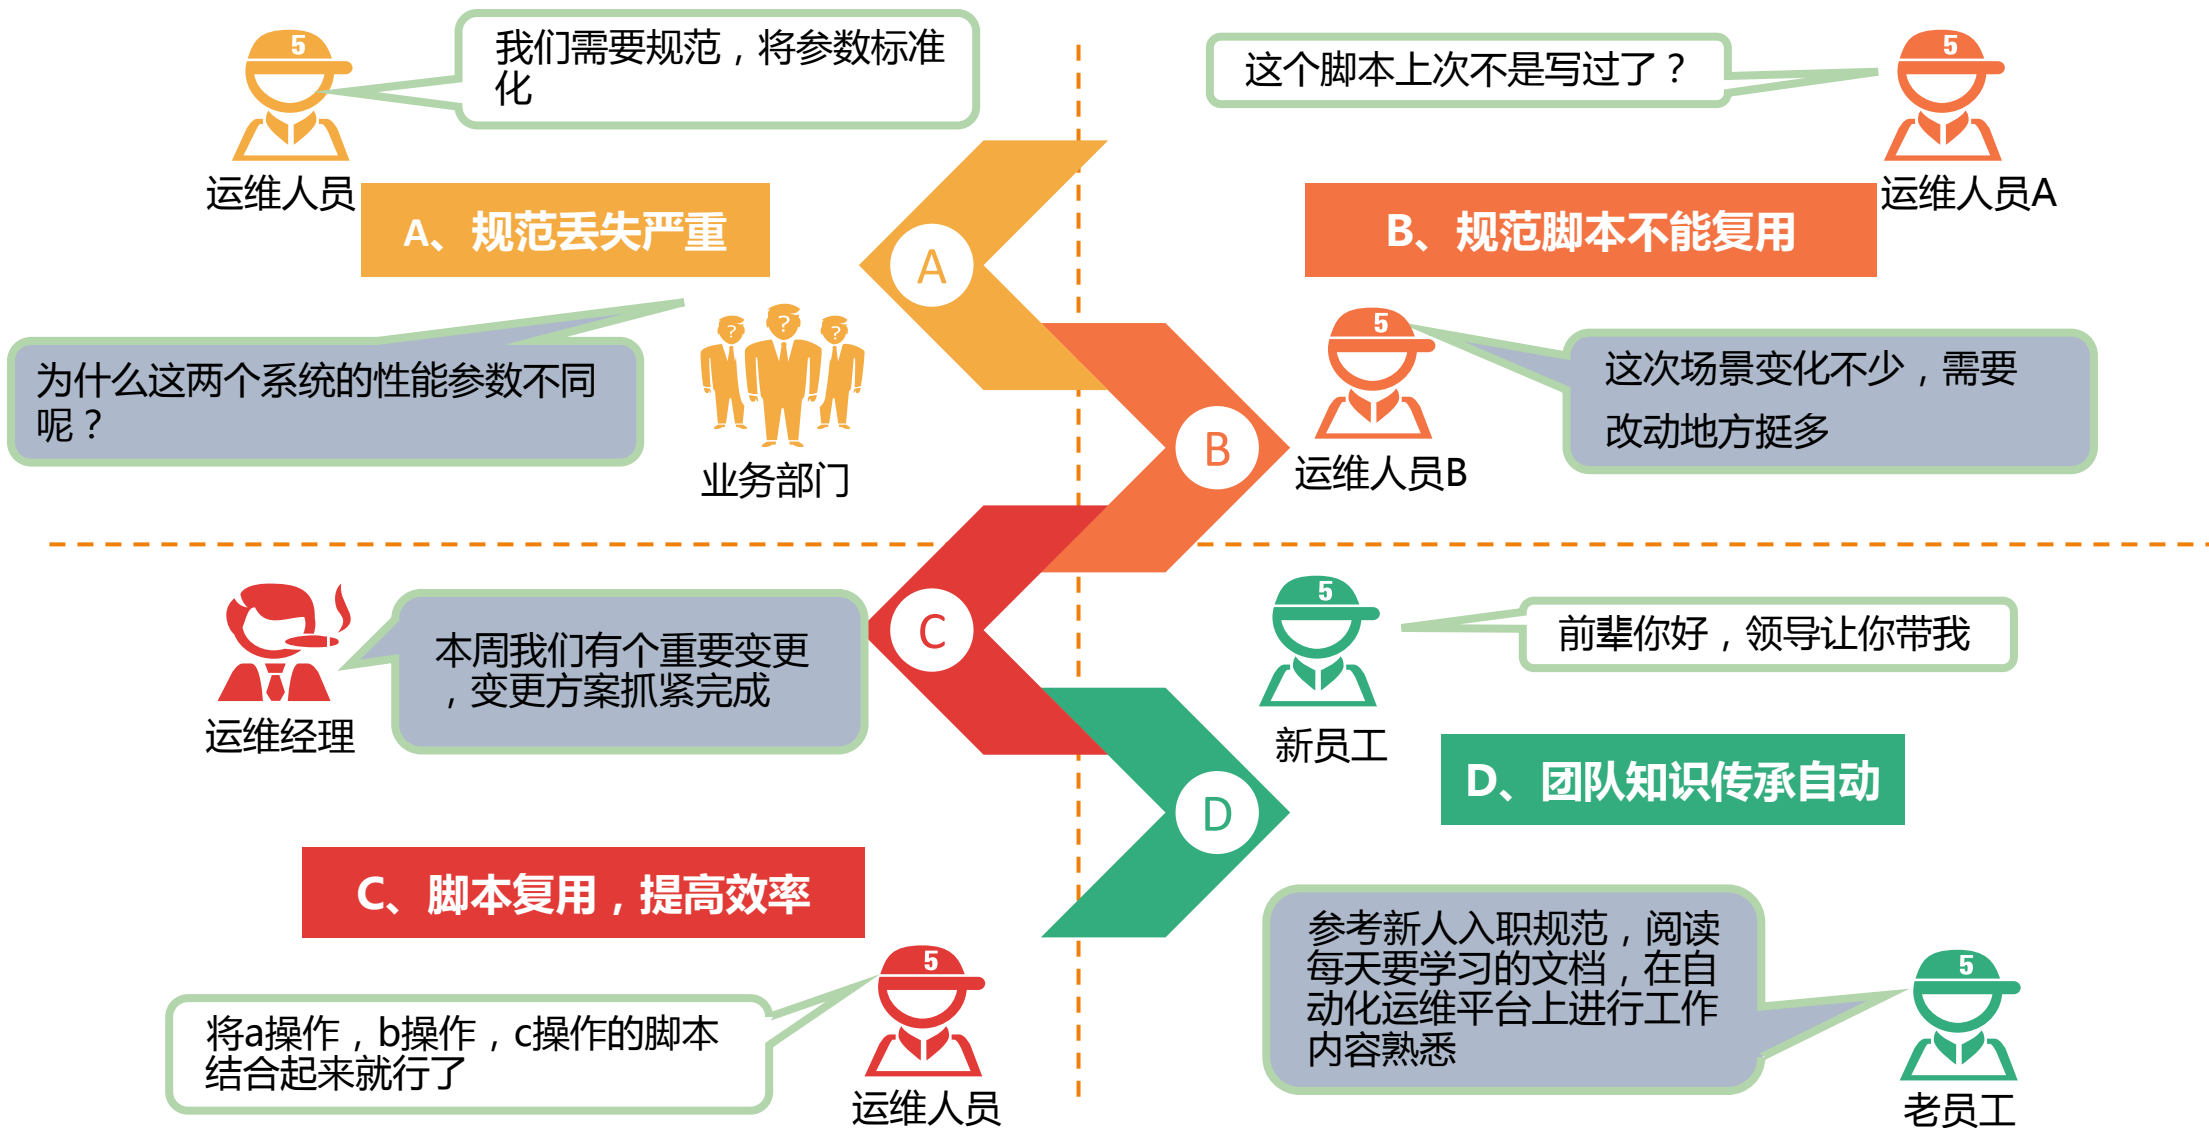 5
我们需要规范，将参数标准
化
运维人员
A、规范丢失严重
A
为什么这两个系统的性能参数不同
呢？
? ? ?
业务部门
这个脚本上次不是写过了？
5
运维人员A
B、规范脚本不能复用
B
5
运维人员B
这次场景变化不少，需要
改动地方挺多
运维经理
本周我们有个重要变更
，变更方案抓紧完成
C
C、脚本复用，提高效率
将a操作，b操作，c操作的脚本
结合起来就行了
5
运维人员
5
前辈你好，领导让你带我
新员工
D、团队知识传承自动
D
参考新人入职规范，阅读
每天要学习的文档，在自
动化运维平台上进行工作
内容熟悉
5
老员工